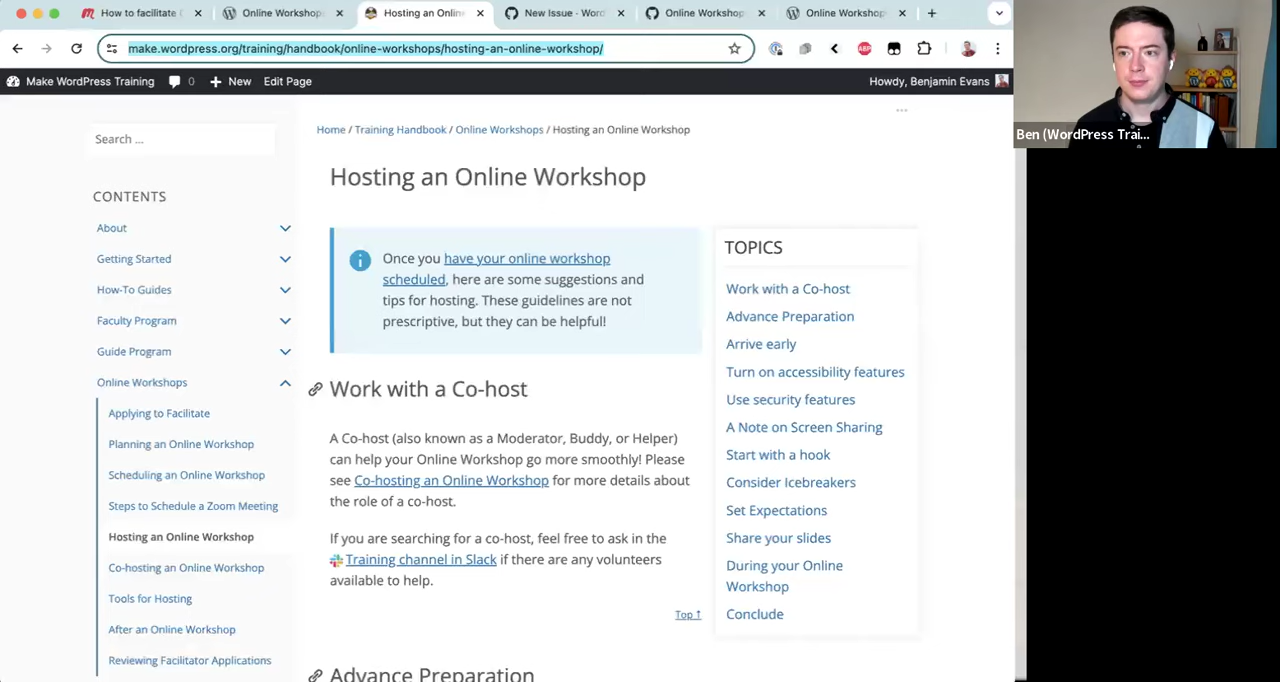 How to facilitate
Online Workshops
Hosting an Onlin
New Issue · Word
Online Workshop
Online Workshop
make.wordpress.org/training/handbook/online-workshops/hosting-an-online-workshop/
ABP
Make WordPress Training
0
New
Edit Page
Howdy, Benjamin Evans
Ben (WordPress Trai...
Search ...
CONTENTS
About
Getting Started
How-To Guides
Faculty Program
Guide Program
Online Workshops
Applying to Facilitate
Planning an Online Workshop
Scheduling an Online Workshop
Steps to Schedule a Zoom Meeting
Hosting an Online Workshop
Co-hosting an Online Workshop
Tools for Hosting
After an Online Workshop
Reviewing Facilitator Applications
Home / Training Handbook / Online Workshops / Hosting an Online Workshop
Hosting an Online Workshop
Once you have your online workshop
scheduled, here are some suggestions and
tips for hosting. These guidelines are not
prescriptive, but they can be helpful!
Work with a Co-host
A Co-host (also known as a Moderator, Buddy, or Helper)
can help your Online Workshop go more smoothly! Please
see Co-hosting an Online Workshop for more details about
the role of a co-host.
If you are searching for a co-host, feel free to ask in the
Training channel in Slack if there are any volunteers
available to help.
Top ↑
Advance Preparation
TOPICS
Work with a Co-host
Advance Preparation
Arrive early
Turn on accessibility features
Use security features
A Note on Screen Sharing
Start with a hook
Consider Icebreakers
Set Expectations
Share your slides
During your Online
Workshop
Conclude